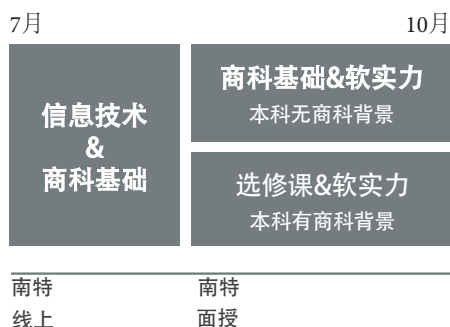 7月 10月
信息技术
&
商科基础
商科基础&软实力
本科无商科背景
选修课&软实力
本科有商科背景
南特 南特
线上 面授